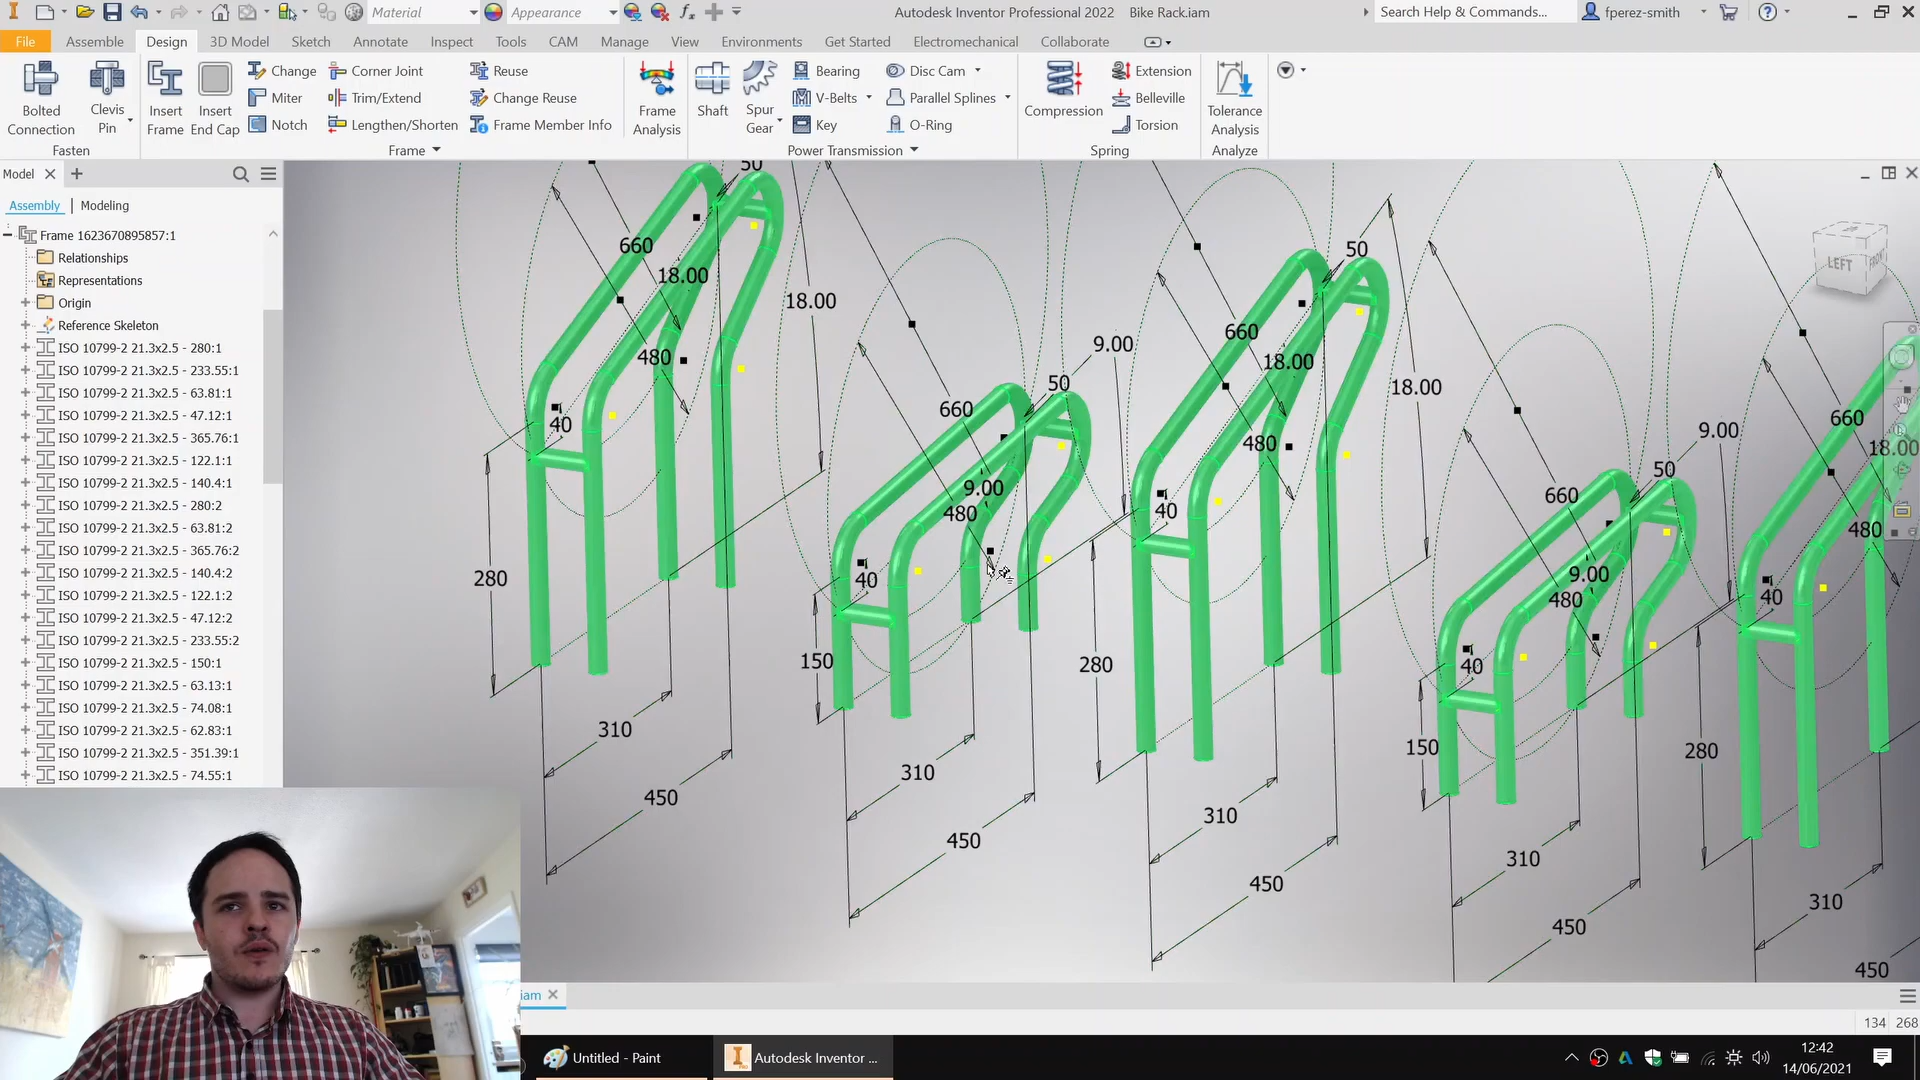 Material
Appearance
Autodesk Inventor Professional 2022 Bike Rack.iam
Search Help & Commands...
fperez-smith
File Assemble Design 3D Model Sketch Annotate Inspect Tools CAM Manage View Environments Get Started Electromechanical Collaborate
Bolted Connection
Clevis Pin
Fasten
Insert Frame
Insert End Cap
Change
Miter
Notch
Corner Joint
Trim/Extend
Lengthen/Shorten
Reuse
Change Reuse
Frame Member Info
Frame
Frame Analysis
Shaft
Spur Gear
Bearing
V-Belts
Key
Disc Cam
Parallel Splines
O-Ring
Power Transmission
Compression
Extension
Belleville
Torsion
Spring
Tolerance Analysis
Analyze
Model
Assembly | Modeling
Frame 1623670895857:1
Relationships
Representations
Origin
Reference Skeleton
ISO 10799-2 21.3x2.5 - 280:1
ISO 10799-2 21.3x2.5 - 233.55:1
ISO 10799-2 21.3x2.5 - 63.81:1
ISO 10799-2 21.3x2.5 - 47.12:1
ISO 10799-2 21.3x2.5 - 365.76:1
ISO 10799-2 21.3x2.5 - 122.1:1
ISO 10799-2 21.3x2.5 - 140.4:1
ISO 10799-2 21.3x2.5 - 280:2
ISO 10799-2 21.3x2.5 - 63.81:2
ISO 10799-2 21.3x2.5 - 365.76:2
ISO 10799-2 21.3x2.5 - 140.4:2
ISO 10799-2 21.3x2.5 - 122.1:2
ISO 10799-2 21.3x2.5 - 47.12:2
ISO 10799-2 21.3x2.5 - 233.55:2
ISO 10799-2 21.3x2.5 - 150:1
ISO 10799-2 21.3x2.5 - 63.13:1
ISO 10799-2 21.3x2.5 - 74.08:1
ISO 10799-2 21.3x2.5 - 62.83:1
ISO 10799-2 21.3x2.5 - 351.39:1
ISO 10799-2 21.3x2.5 - 74.55:1
50
660
18.00
18.00
480
40
280
310
450
9.00
50
660
9.00
480
40
150
310
450
50
660
18.00
18.00
480
40
280
310
450
9.00
50
660
9.00
480
40
150
310
450
660
18.00
480
40
280
310
450
LEFT
FRONT
iam
134 268
Untitled - Paint
Autodesk Inventor ...
12:42
14/06/2021